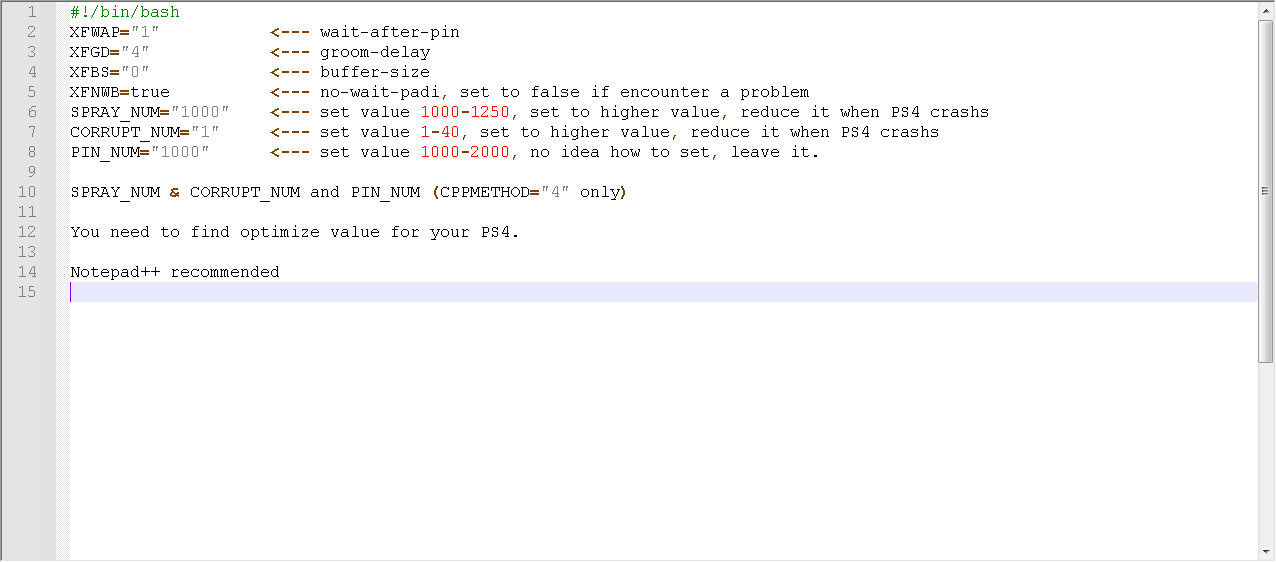 1 #!/bin/bash
2 XFWAP="1" <--- wait-after-pin
3 XFGD="4" <--- groom-delay
4 XFBS="0" <--- buffer-size
5 XFNWB=true <--- no-wait-padi, set to false if encounter a problem
6 SPRAY_NUM="1000" <--- set value 1000-1250, set to higher value, reduce it when PS4 crashs
7 CORRUPT_NUM="1" <--- set value 1-40, set to higher value, reduce it when PS4 crashs
8 PIN_NUM="1000" <--- set value 1000-2000, no idea how to set, leave it.
9
10 SPRAY_NUM & CORRUPT_NUM and PIN_NUM (CPPMETHOD="4" only)
11
12 You need to find optimize value for your PS4.
13
14 Notepad++ recommended
15